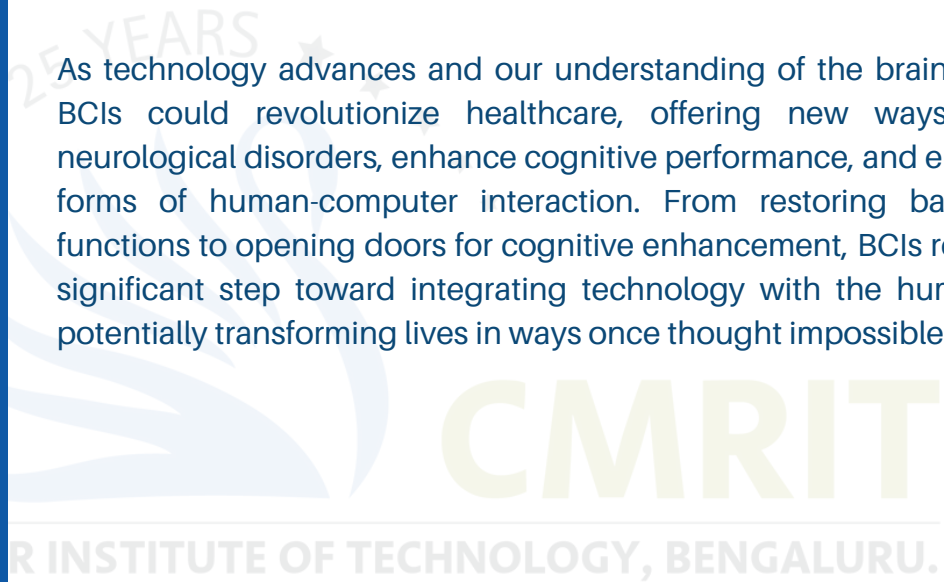 25 YEARS
As technology advances and our understanding of the brain
BCIs could revolutionize healthcare, offering new ways
neurological disorders, enhance cognitive performance, and e
forms of human-computer interaction. From restoring ba
functions to opening doors for cognitive enhancement, BCIs re
significant step toward integrating technology with the hur
potentially transforming lives in ways once thought impossible
CMRIT
R INSTITUTE OF TECHNOLOGY, BENGALURU.